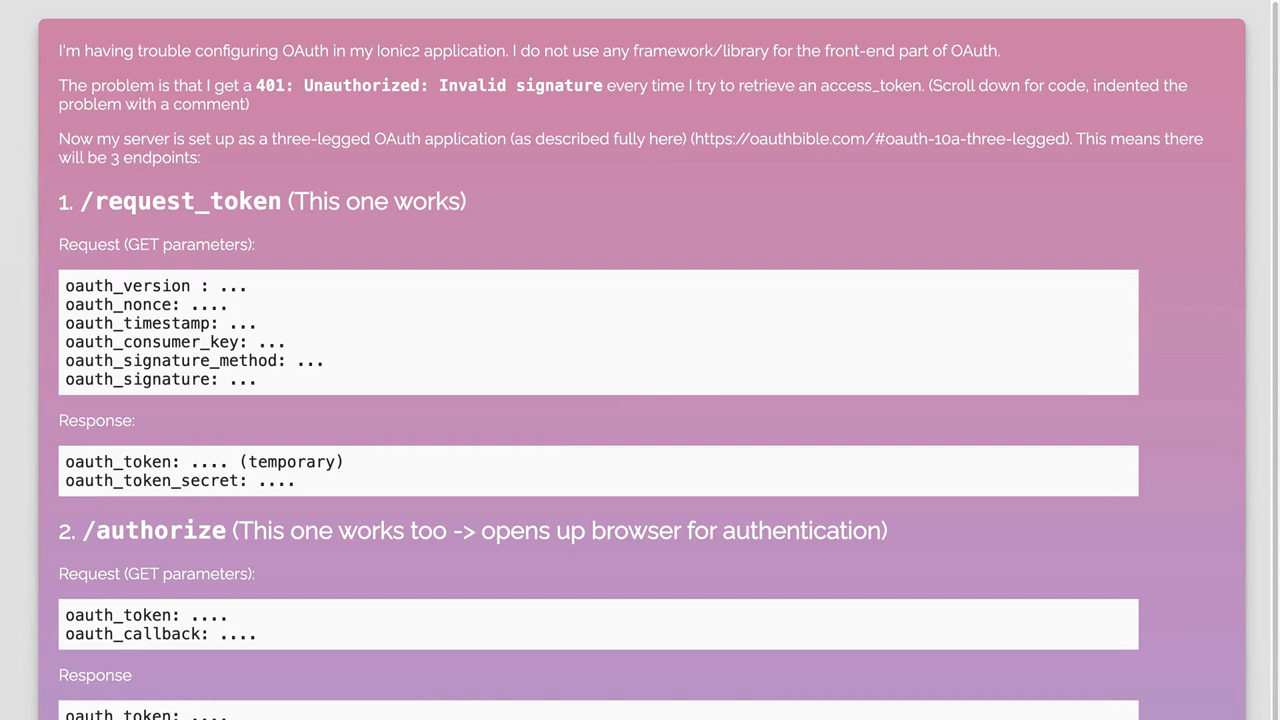 I'm having trouble configuring OAuth in my Ionic2 application. I do not use any framework/library for the front-end part of OAuth.
The problem is that I get a 401: Unauthorized: Invalid signature every time I try to retrieve an access_token. (Scroll down for code, indented the
problem with a comment)
Now my server is set up as a three-legged OAuth application (as described fully here) (https://oauthbible.com/#oauth-10a-three-legged). This means there
will be 3 endpoints:
1. /request_token (This one works)
Request (GET parameters):
oauth_version : ...
oauth_nonce: ....
oauth_timestamp: ...
oauth_consumer_key: ...
oauth_signature_method: ...
oauth_signature: ...
Response:
oauth_token: .... (temporary)
oauth_token_secret: ....
2. /authorize (This one works too -> opens up browser for authentication)
Request (GET parameters):
oauth_token: ....
oauth_callback: ....
Response
oauth_token: ....